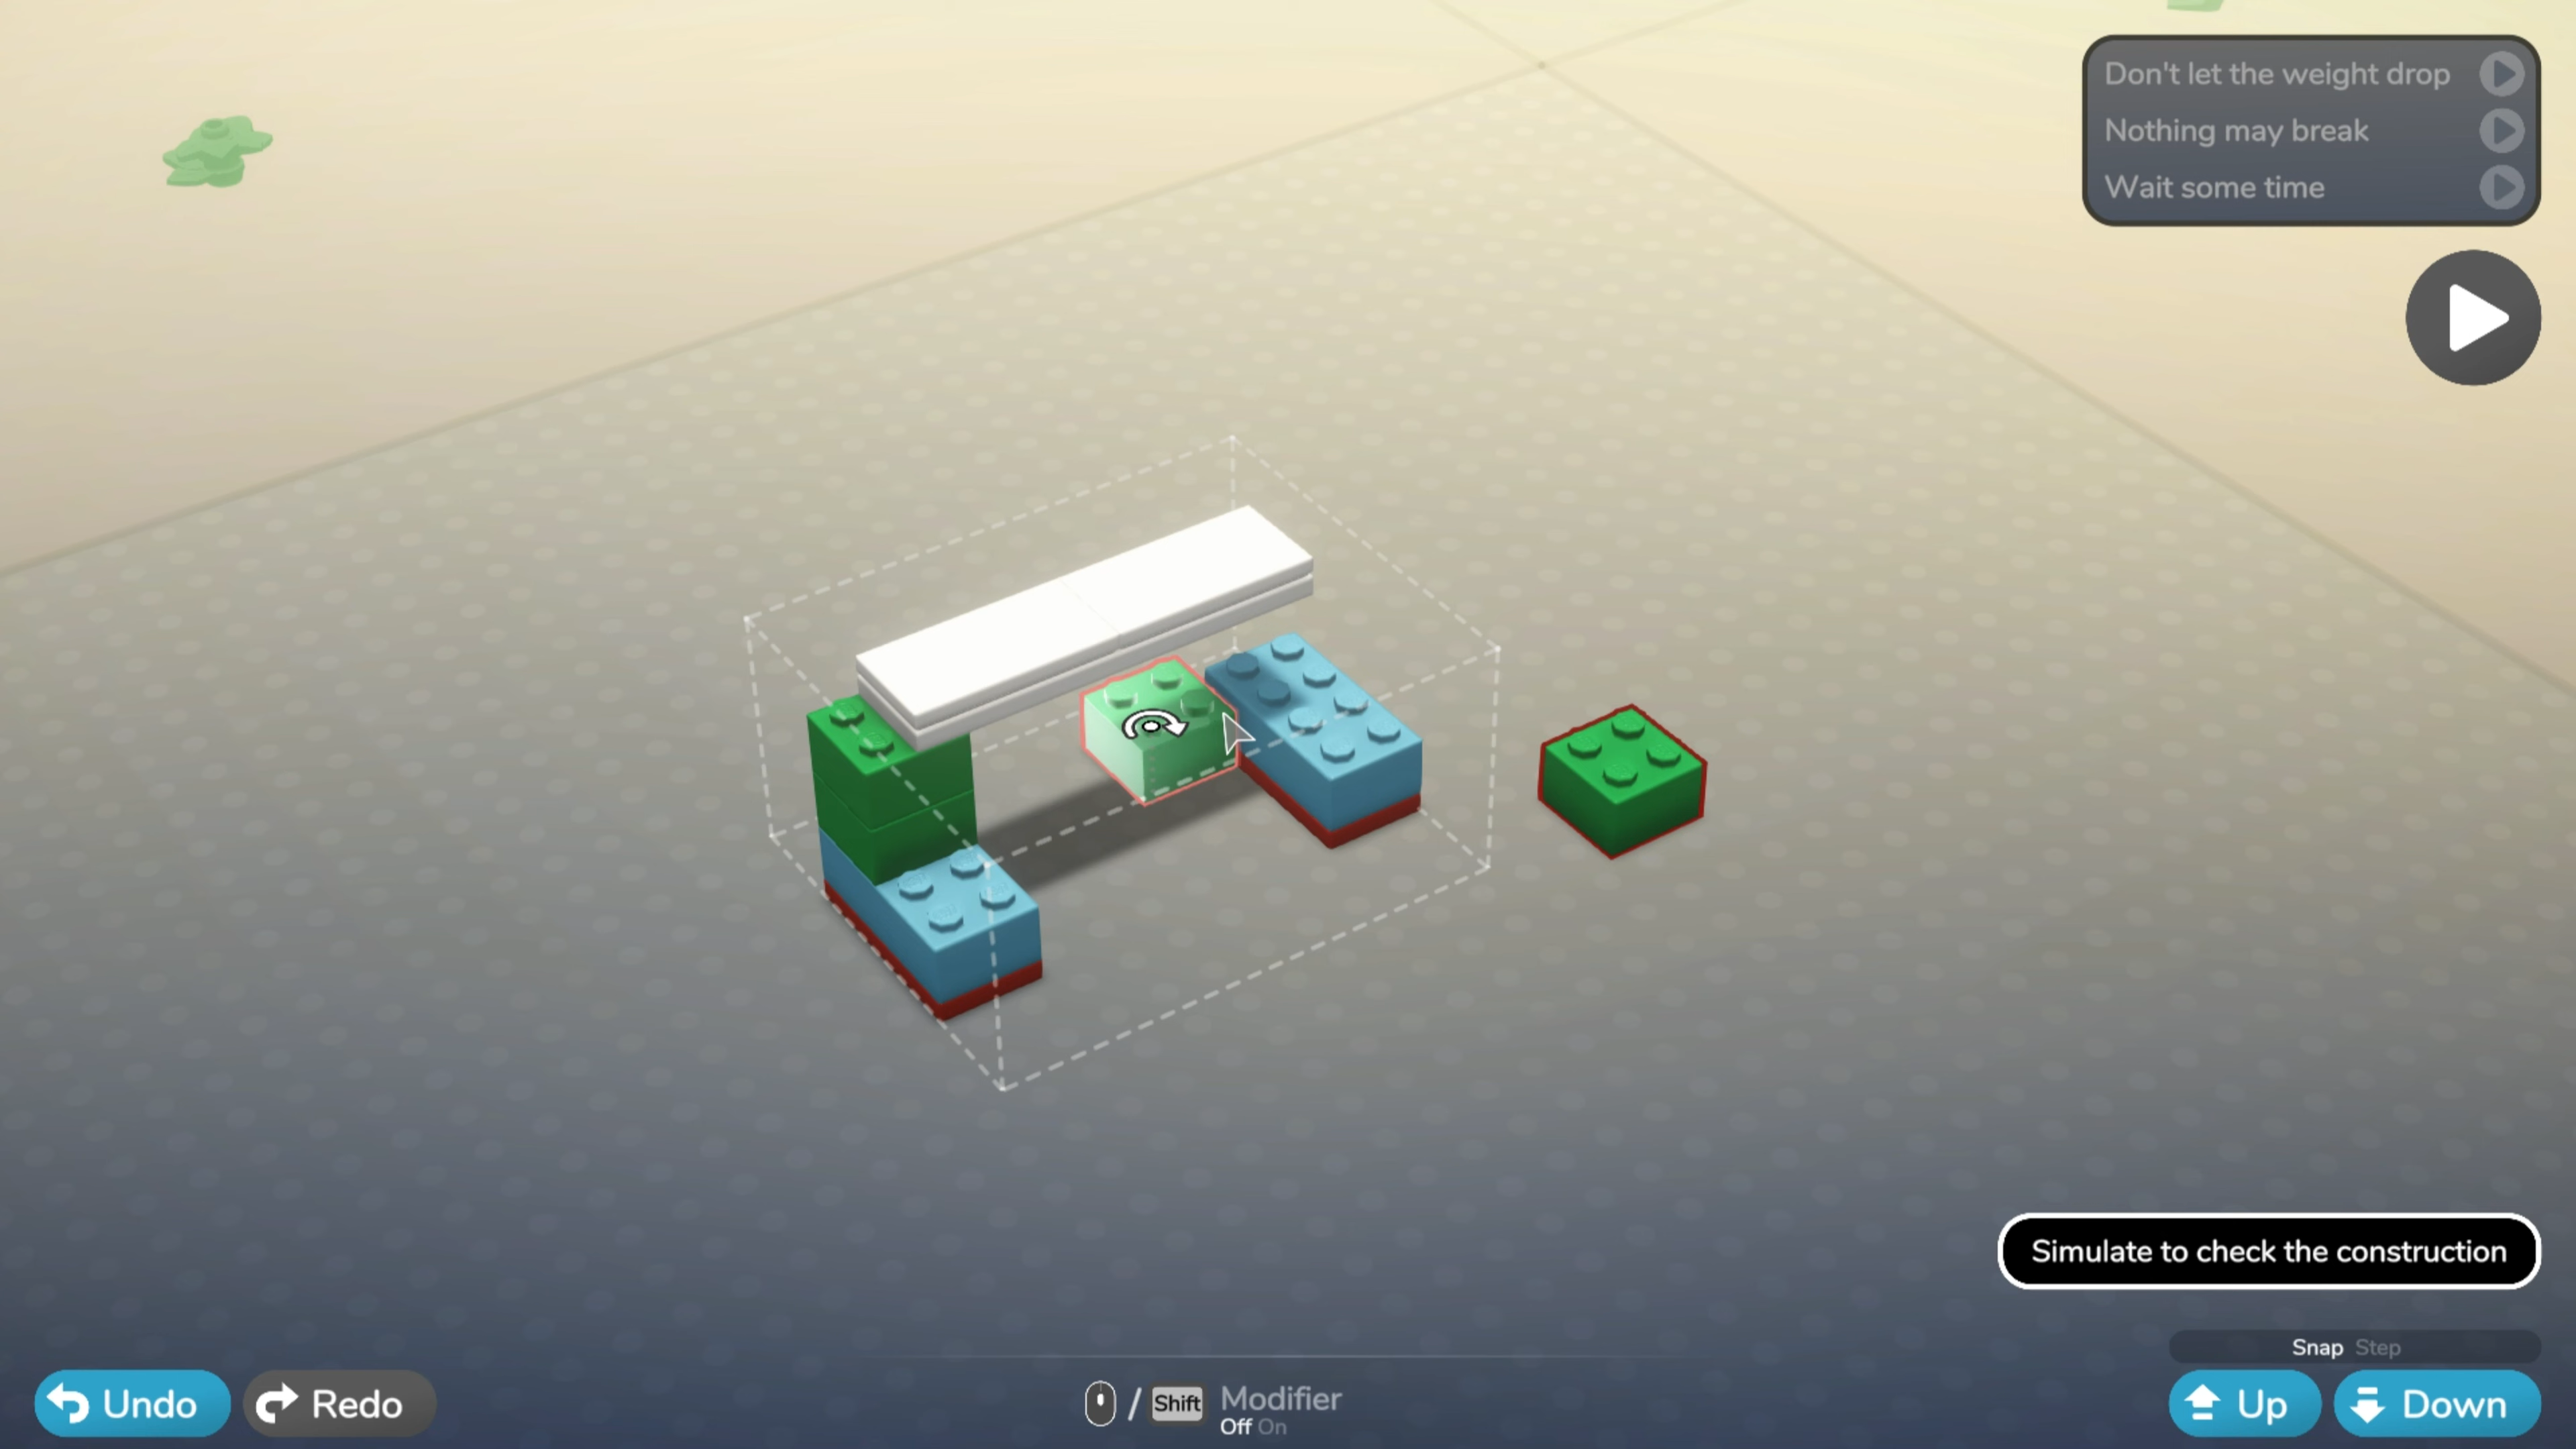 Don't let the weight drop
Nothing may break
Wait some time
Simulate to check the construction
Snap Step
Undo
Redo
/ Shift Modifier
Off On
Up
Down